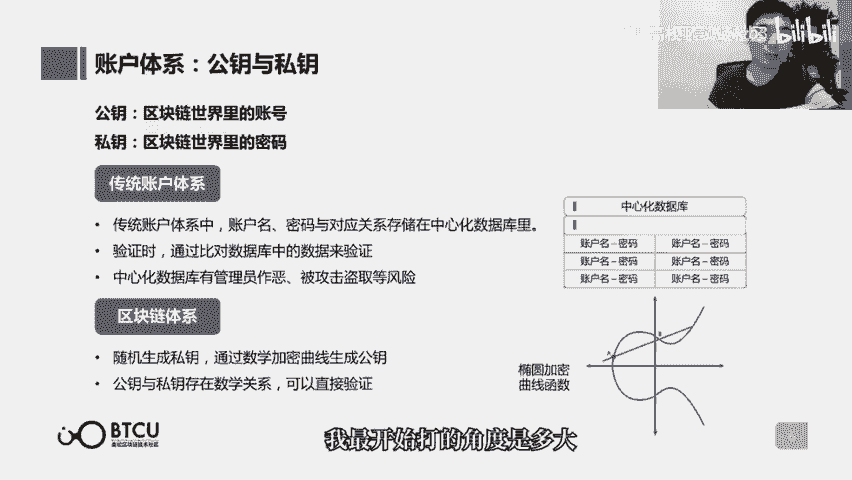 账户体系：公钥与私钥
bilibili
公钥：区块链世界里的账号
私钥：区块链世界里的密码
传统账户体系
• 传统账户体系中，账户名、密码与对应关系存储在中心化数据库里。
• 验证时，通过比对数据库中的数据来验证
• 中心化数据库有管理员作恶、被攻击盗取等风险
中心化数据库
账户名–密码 账户名–密码
账户名–密码 账户名–密码
账户名–密码 账户名–密码
区块链体系
• 随机生成私钥，通过数学加密曲线生成公钥
• 公钥与私钥存在数学关系，可以直接验证
椭圆加密
曲线函数
A
B
BTCU
我最开始打的角度是多大